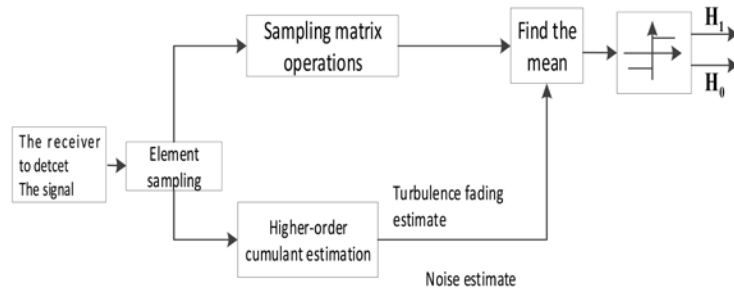 The receiver
to detcet
The signal
Element
sampling
Sampling matrix
operations
Higher-order
cumulant estimation
Turbulence fading
estimate
Noise estimate
Find the
mean
H1
H0